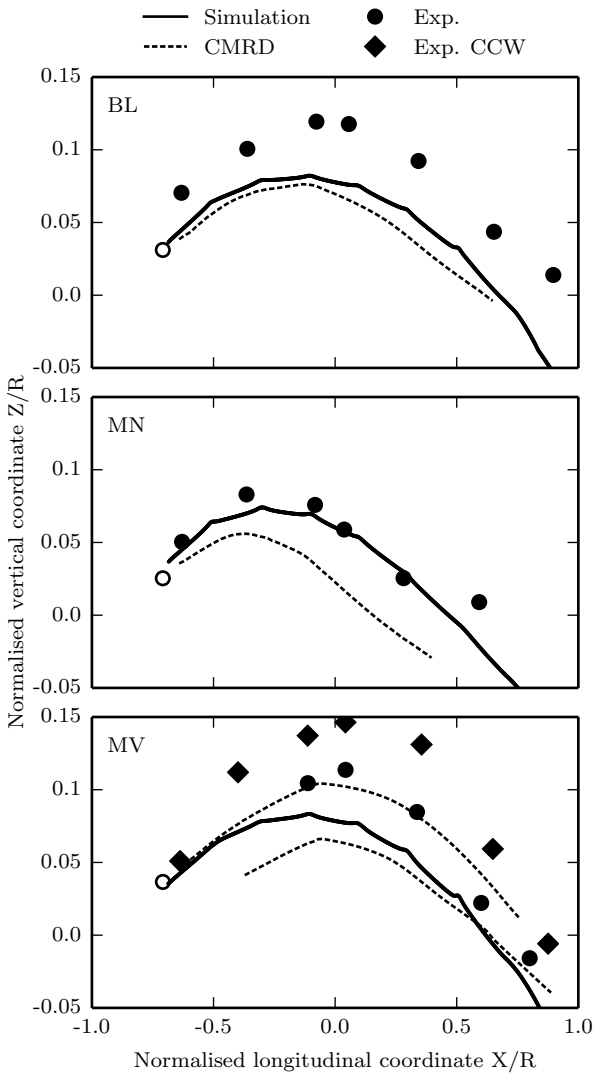 Simulation
Exp.
CMRD
Exp. CCW
0.15
BL
0.1
0.05
0.0
-0.05
0.15
MN
0.1
0.05
0.0
-0.05
0.15
MV
0.1
0.05
0.0
-0.05
-1.0 -0.5 0.0 0.5 1.0
Normalised longitudinal coordinate X/R
Normalised vertical coordinate Z/R